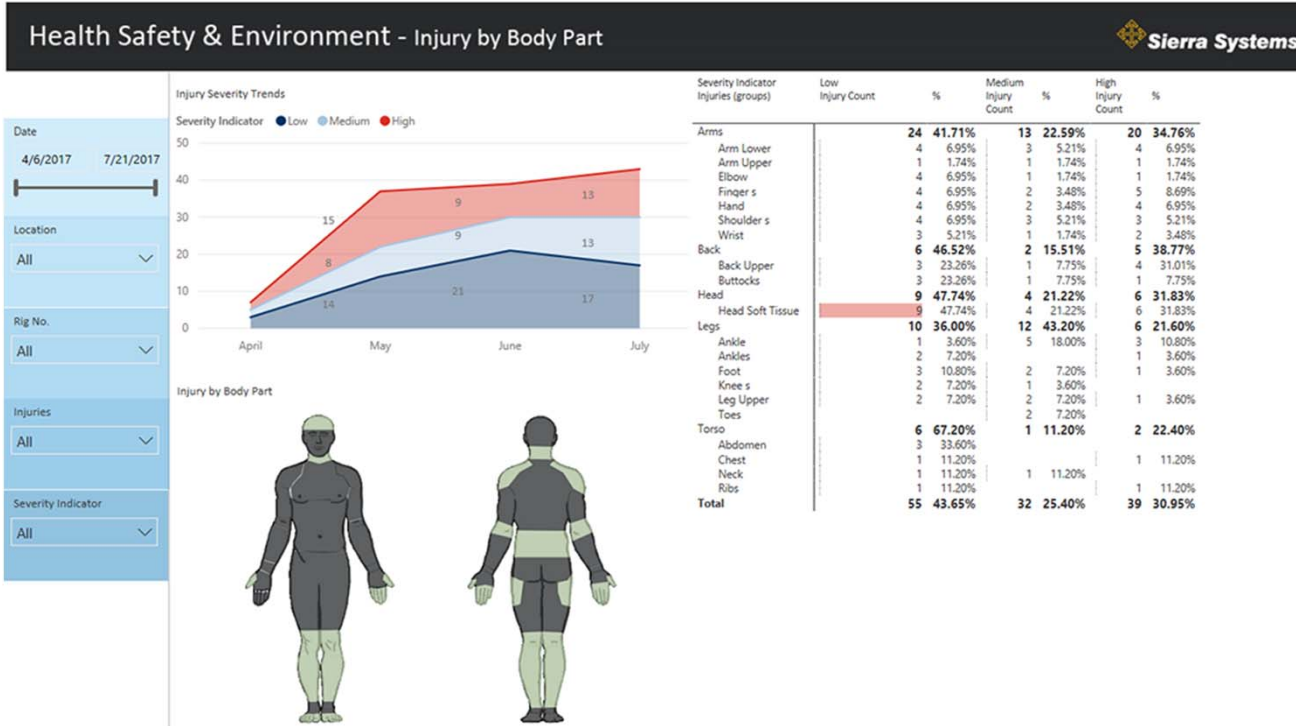 Health Safety & Environment - Injury by Body Part
Sierra Systems
Date
4/6/2017 7/21/2017
Location
All
Rig No.
All
Injuries
All
Severity Indicator
All
Injury Severity Trends
Severity Indicator Low Medium High
50
40
30
20
10
0
15
8
14
9
9
21
13
13
17
April May June July
Injury by Body Part
Severity Indicator Low Medium High
Injuries (groups) Injury Count % Injury Count % Injury Count %
Arms 24 41.71% 13 22.59% 20 34.76%
Arm Lower 4 6.95% 3 5.21% 4 6.95%
Arm Upper 1 1.74% 1 1.74% 1 1.74%
Elbow 4 6.95% 1 1.74% 1 1.74%
Finger s 4 6.95% 2 3.48% 5 8.69%
Hand 4 6.95% 2 3.48% 4 6.95%
Shoulder s 4 6.95% 3 5.21% 3 5.21%
Wrist 3 5.21% 1 1.74% 2 3.48%
Back 6 46.52% 2 15.51% 5 38.77%
Back Upper 3 23.26% 1 7.75% 4 31.01%
Buttocks 3 23.26% 1 7.75% 1 7.75%
Head 9 47.74% 4 21.22% 6 31.83%
Head Soft Tissue 9 47.74% 4 21.22% 6 31.83%
Legs 10 36.00% 12 43.20% 6 21.60%
Ankle 1 3.60% 5 18.00% 3 10.80%
Ankles 2 7.20% 1 3.60%
Foot 3 10.80% 2 7.20% 1 3.60%
Knee s 2 7.20% 1 3.60%
Leg Upper 2 7.20% 2 7.20% 1 3.60%
Toes 2 7.20%
Torso 6 67.20% 1 11.20% 2 22.40%
Abdomen 3 33.60%
Chest 1 11.20% 1 11.20%
Neck 1 11.20% 1 11.20%
Ribs 1 11.20% 1 11.20%
Total 55 43.65% 32 25.40% 39 30.95%